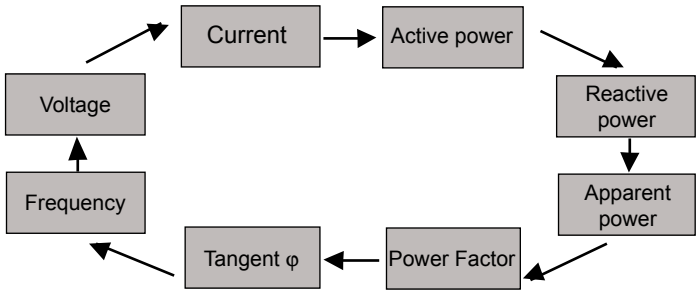 Current
Active power
Voltage
Reactive
power
Frequency
Apparent
power
Tangent φ
Power Factor